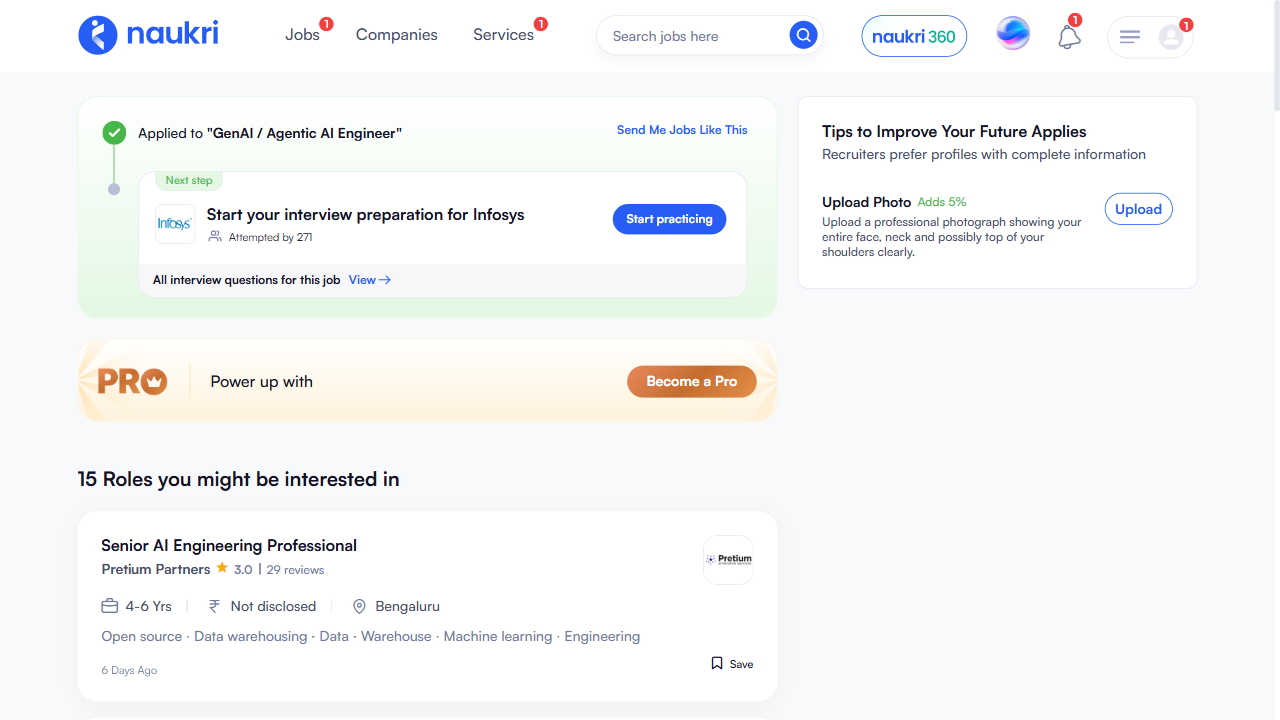 naukri
Jobs 1
Companies
Services 1
Search jobs here
naukri 360
1
1
Applied to "GenAI / Agentic AI Engineer"
Send Me Jobs Like This
Next step
Infosys
Start your interview preparation for Infosys
Attempted by 271
Start practicing
All interview questions for this job View
Tips to Improve Your Future Applies
Recruiters prefer profiles with complete information
Upload Photo Adds 5%
Upload a professional photograph showing your
entire face, neck and possibly top of your
shoulders clearly.
Upload
PRO
Power up with
Become a Pro
15 Roles you might be interested in
Senior AI Engineering Professional
Pretium Partners 3.0 | 29 reviews
Pretium
4-6 Yrs
₹ Not disclosed
Bengaluru
Open source · Data warehousing · Data · Warehouse · Machine learning · Engineering
6 Days Ago
Save